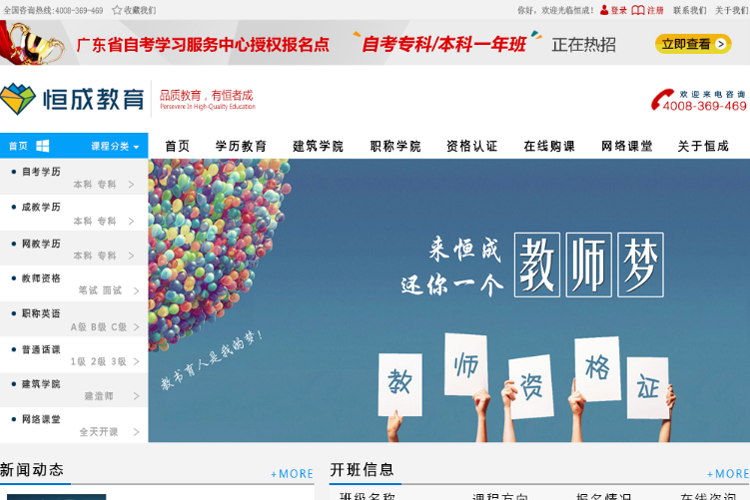 全国咨询热线:4008-369-469 收藏我们 你好，欢迎光临恒成！ 登录 注册 联系我们 关于我们
广东省自考学习服务中心授权报名点 自考专科/本科一年班 正在热招 立即查看
恒成教育 品质教育，有恒者成
Persevere In High-Quality Education
欢迎来电咨询
4008-369-469
首页 课程分类 首页 学历教育 建筑学院 职称学院 资格认证 在线购课 网络课堂 关于恒成
自考学历
本科 专科
成教学历
本科 专科
网教学历
本科 专科
教师资格
笔试 面试
职称英语
A级 B级 C级
普通话课
1级 2级 3级
建筑学院
建造师
网络课堂
全天开课
来恒成
还你一个
教师梦
教书育人是我的梦！
教 师 资 格 证
新闻动态 +MORE
开班信息 +MORE
班级名称 课程方向 报名情况 在线咨询